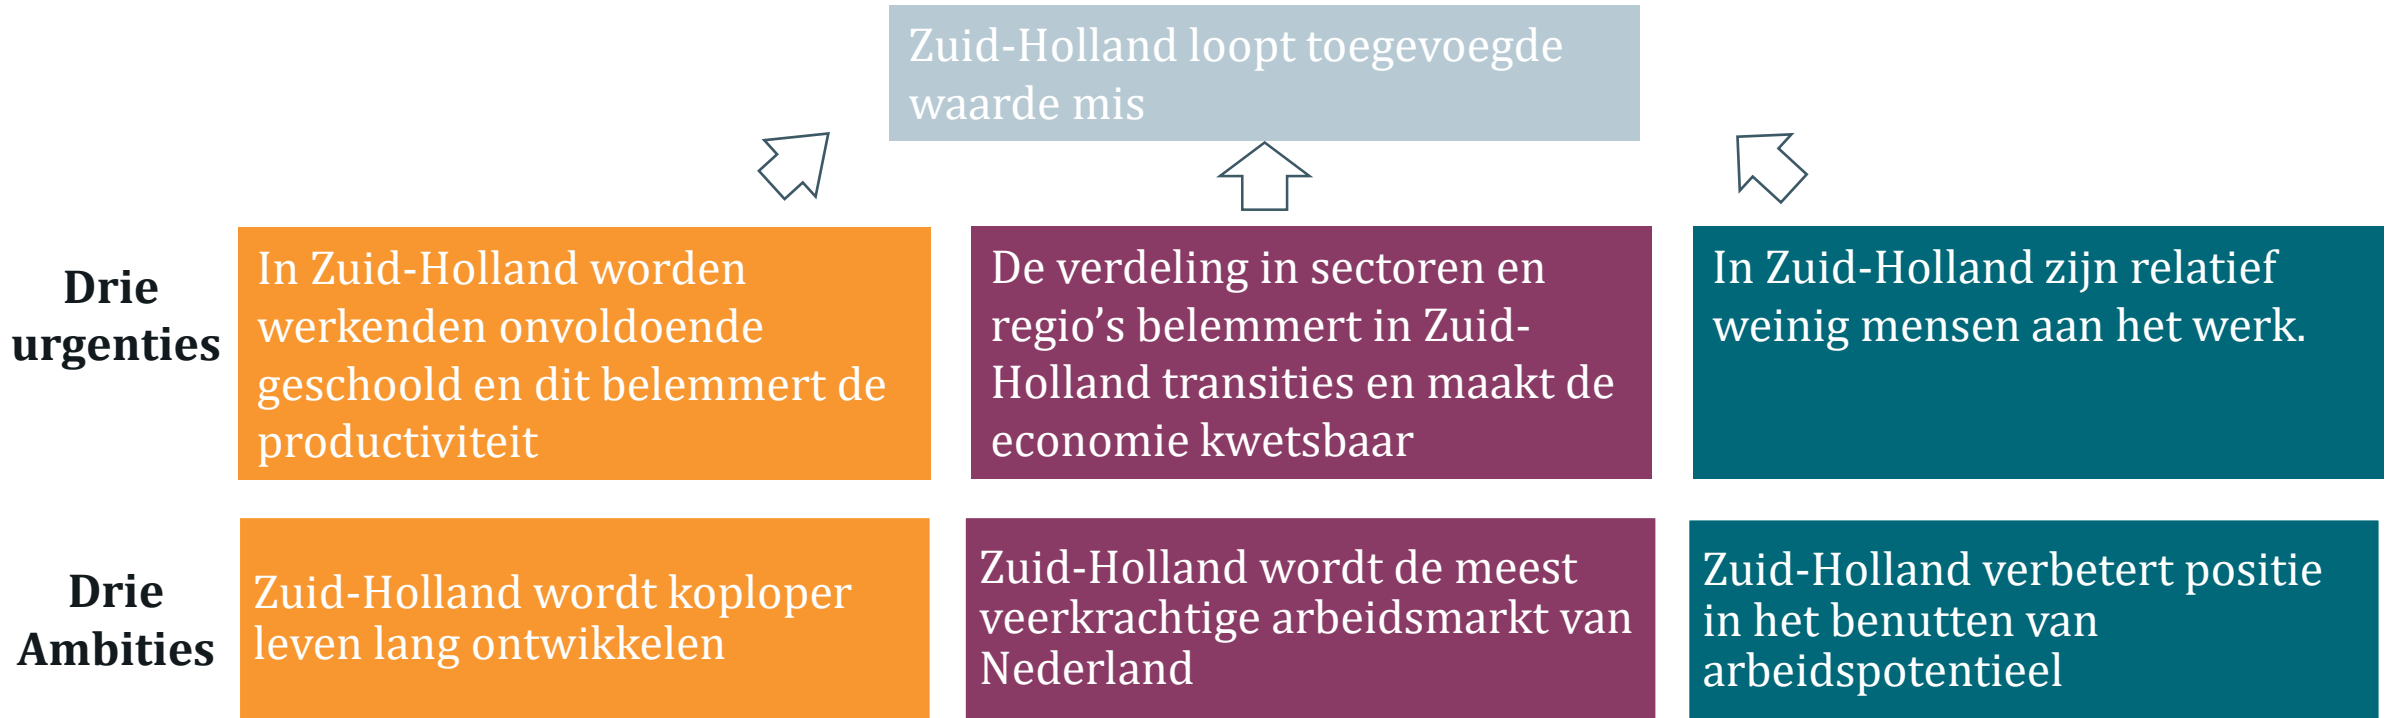 Zuid-Holland loopt toegevoegde
waarde mis
Drie
urgenties
In Zuid-Holland worden
werkenden onvoldoende
geschoold en dit belemmert de
productiviteit
De verdeling in sectoren en
regio’s belemmert in Zuid-
Holland transities en maakt de
economie kwetsbaar
In Zuid-Holland zijn relatief
weinig mensen aan het werk.
Drie
Ambities
Zuid-Holland wordt koploper
leven lang ontwikkelen
Zuid-Holland wordt de meest
veerkrachtige arbeidsmarkt van
Nederland
Zuid-Holland verbetert positie
in het benutten van
arbeidspotentieel